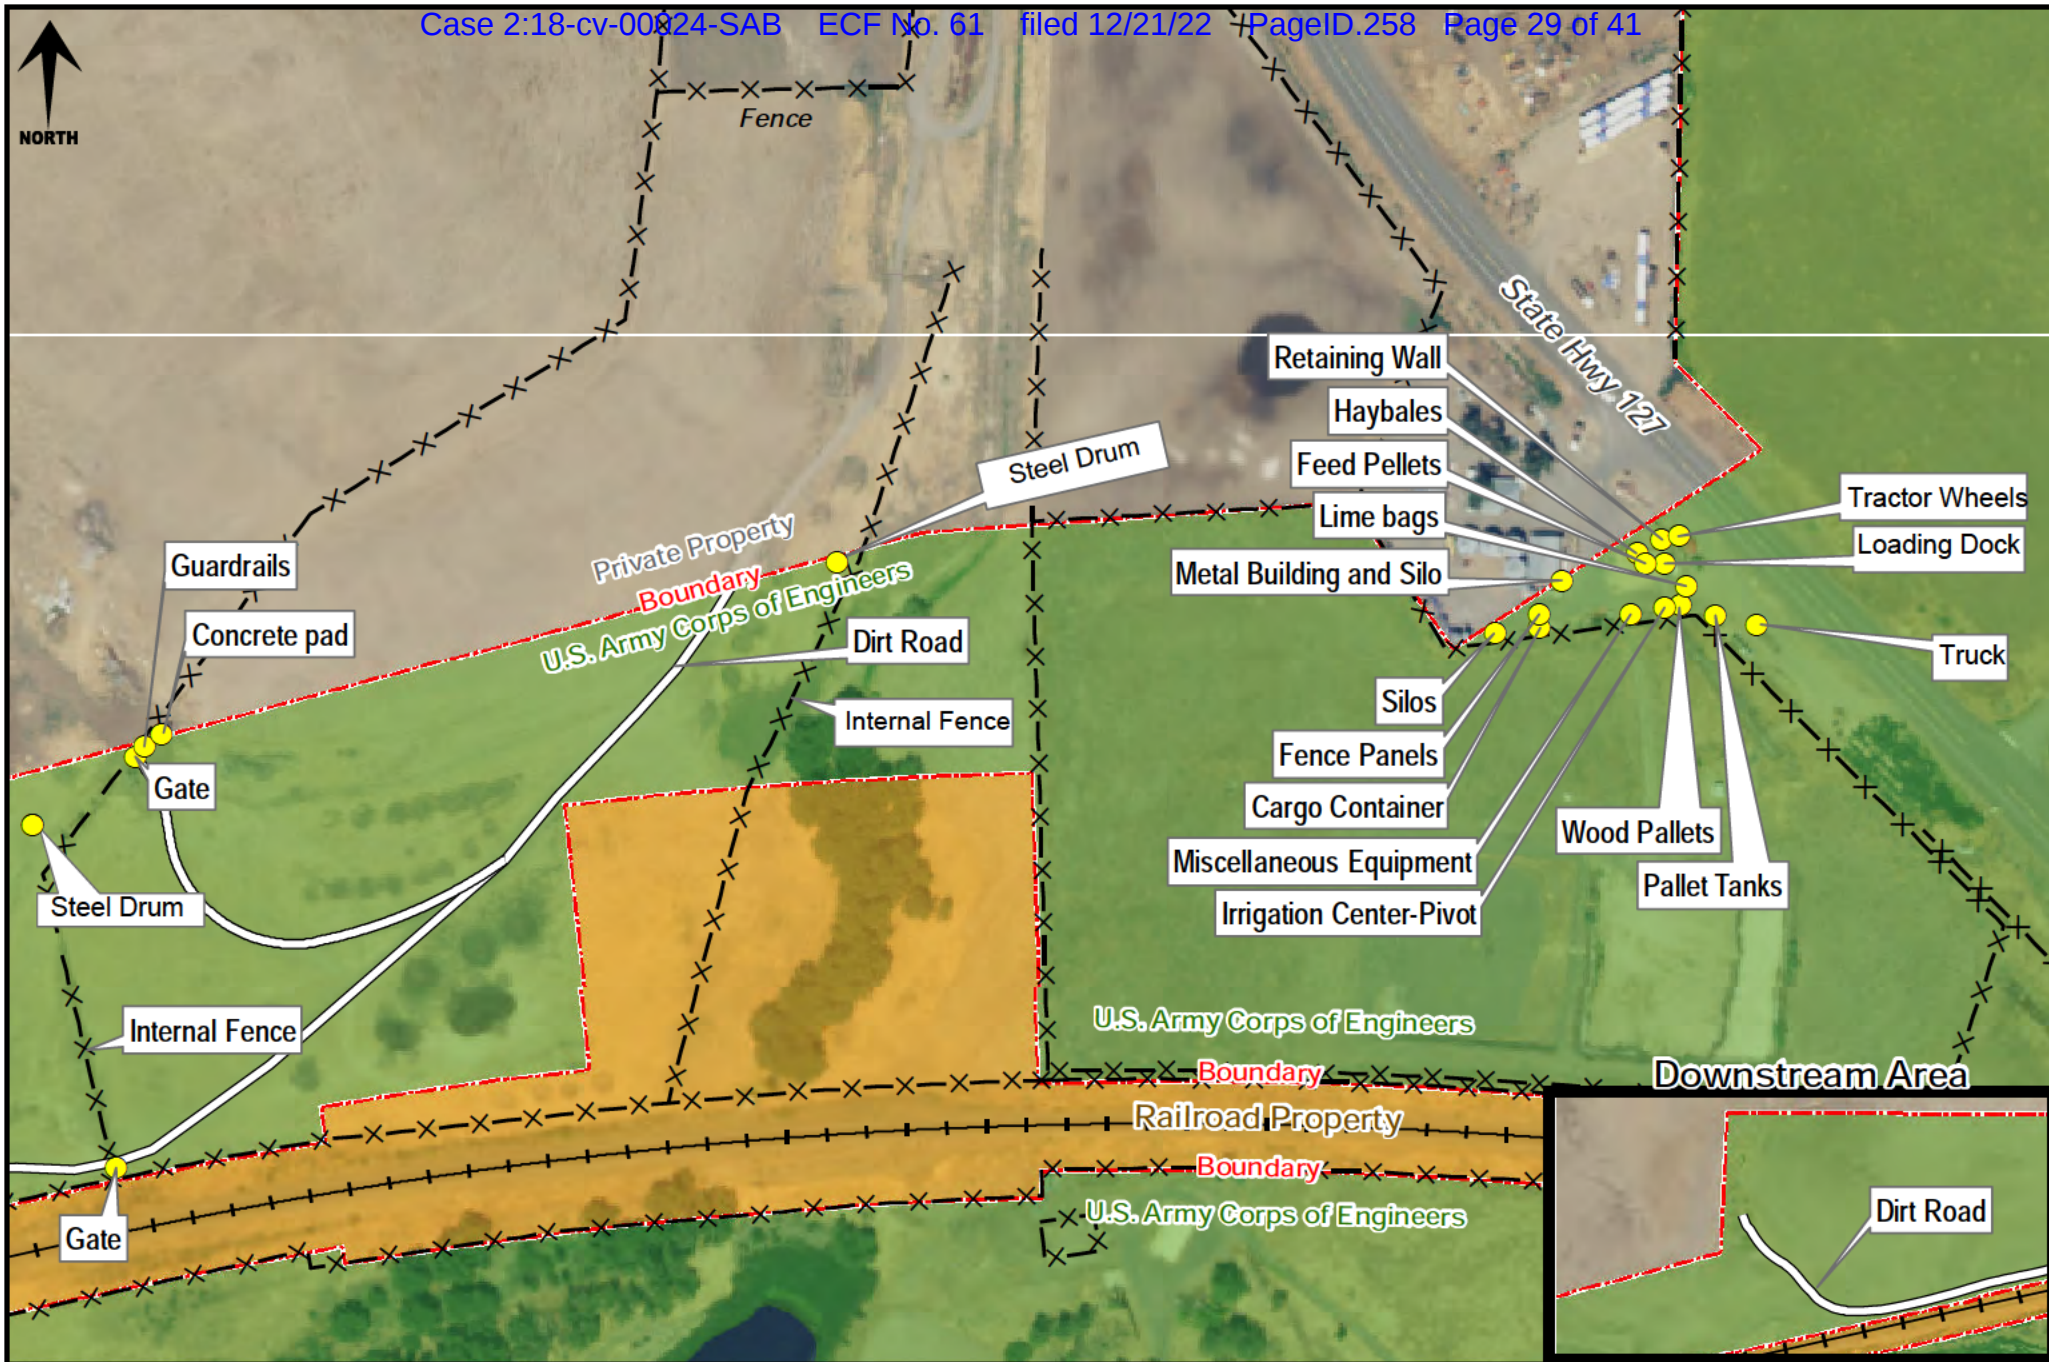 Case 2:18-cv-00224-SAB ECF No. 61 filed 12/21/22 PageID.258 Page 29 of 41
NORTH
Fence
State Hwy 127
Retaining Wall
Haybales
Feed Pellets
Lime bags
Metal Building and Silo
Steel Drum
Tractor Wheels
Loading Dock
Truck
Private Property
Boundary
U.S. Army Corps of Engineers
Guardrails
Concrete pad
Dirt Road
Internal Fence
Gate
Steel Drum
Silos
Fence Panels
Cargo Container
Miscellaneous Equipment
Irrigation Center-Pivot
Wood Pallets
Pallet Tanks
Internal Fence
U.S. Army Corps of Engineers
Boundary
Railroad Property
Boundary
U.S. Army Corps of Engineers
Gate
Downstream Area
Dirt Road